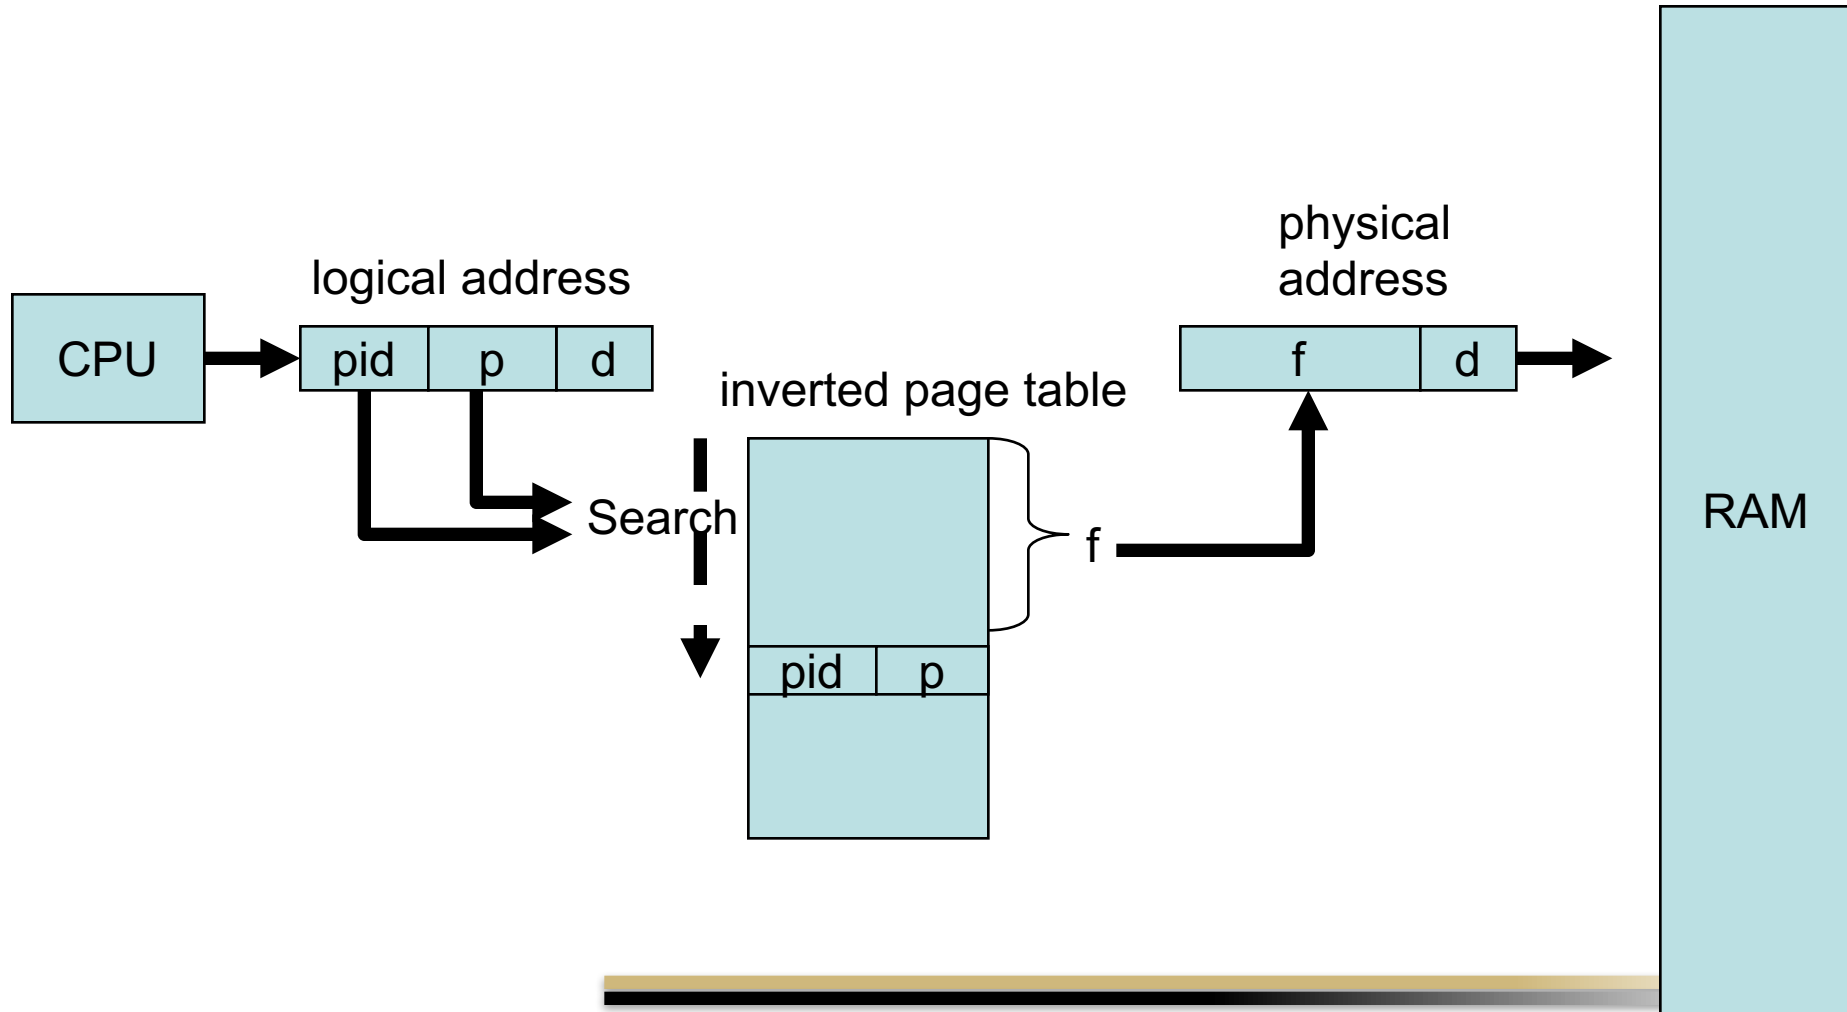 physical
address
logical address
CPU
pid
p
d
f
d
inverted page table
Search
f
RAM
pid
p